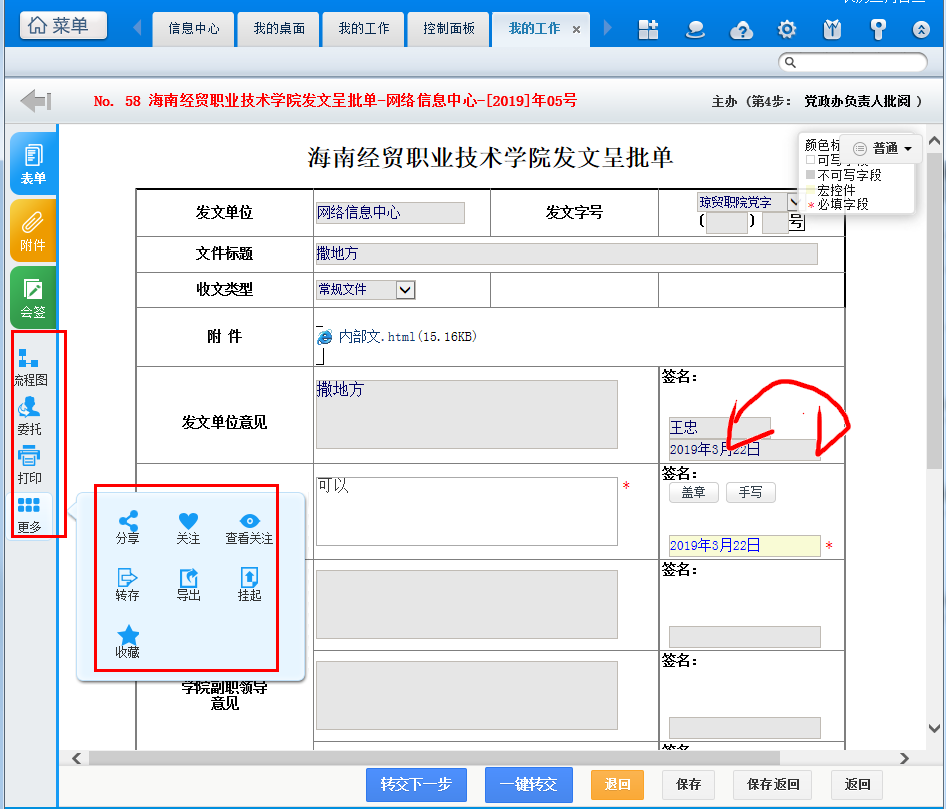 菜单
信息中心
我的桌面
我的工作
控制面板
我的工作 ×
No. 58 海南经贸职业技术学院发文呈批单-网络信息中心-[2019]年05号
主办（第4步： 党政办负责人批阅 ）
表单
附件
会签
流程图
委托
打印
更多
分享
关注
查看关注
转存
导出
挂起
收藏
普通
不可写字段
宏控件
*必填字段
海南经贸职业技术学院发文呈批单
发文单位
网络信息中心
发文字号
琼贸职院党字
( ) 号
文件标题
撒地方
收文类型
常规文件
附 件
内部文.html(15.16KB)
发文单位意见
撒地方
签名：
王忠
2019年3月22日
可以
*
签名：
盖章
手写
2019年3月22日
*
签名：
学院副职领导
意见
签名：
转交下一步
一键转交
退回
保存
保存返回
返回